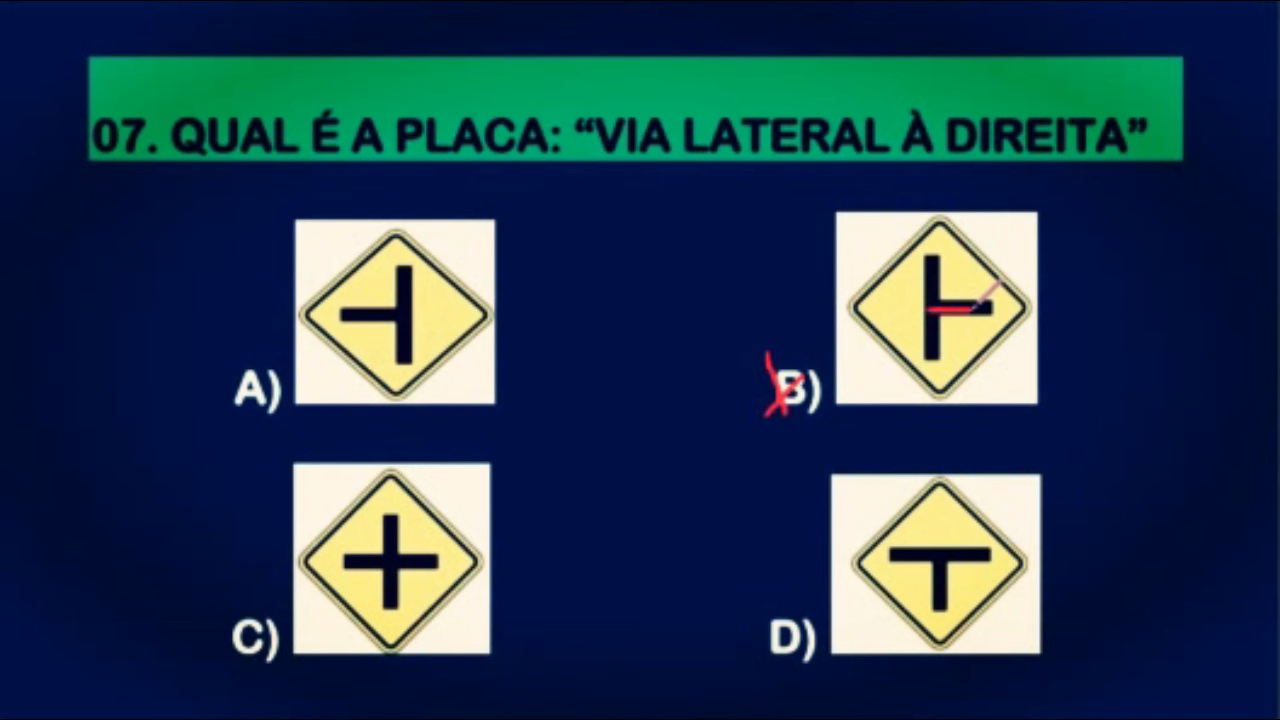 07. QUAL É A PLACA: “VIA LATERAL À DIREITA”
A)
B)
C)
D)